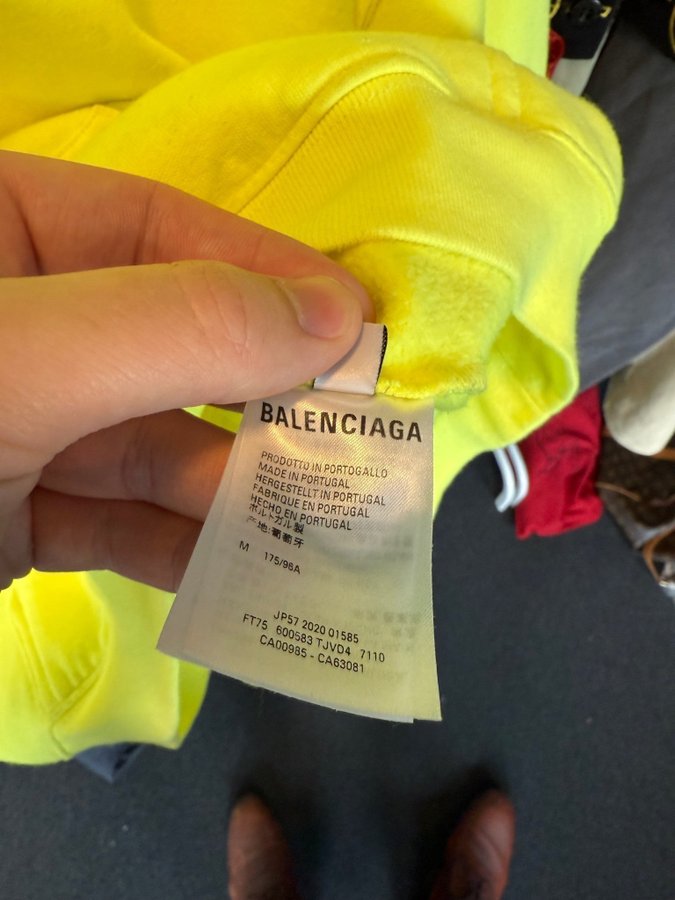 BALENCIAGA
PRODOTTO IN PORTOGALLO
MADE IN PORTUGAL
HERGESTELLT IN PORTUGAL
FABRIQUE EN PORTUGAL
HECHO EN PORTUGAL
ポルトガル製
产地:葡萄牙
M 175/96A
JP57 2020 01585
FT75 600583 TJVD4 7110
CA00985 - CA63081